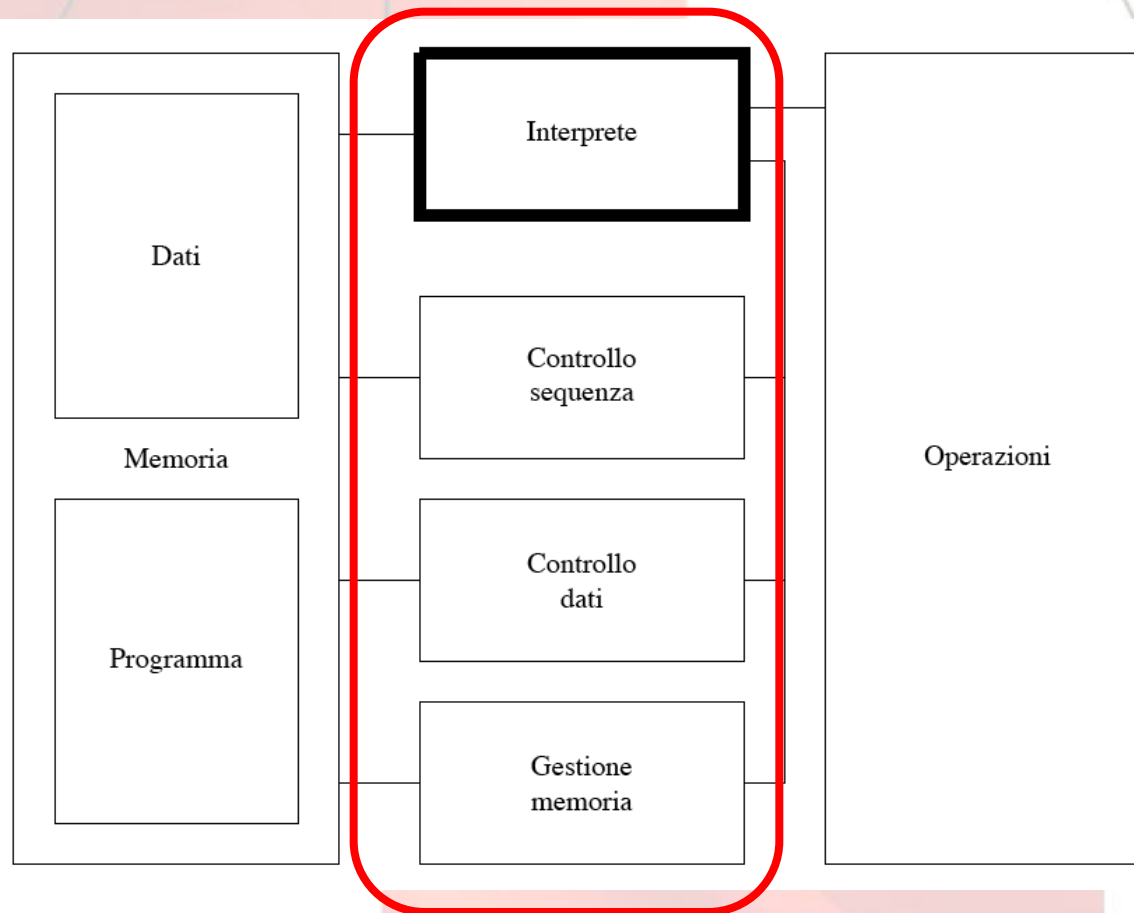 Dati
Memoria
Programma
Interprete
Controllo
sequenza
Controllo
dati
Gestione
memoria
Operazioni